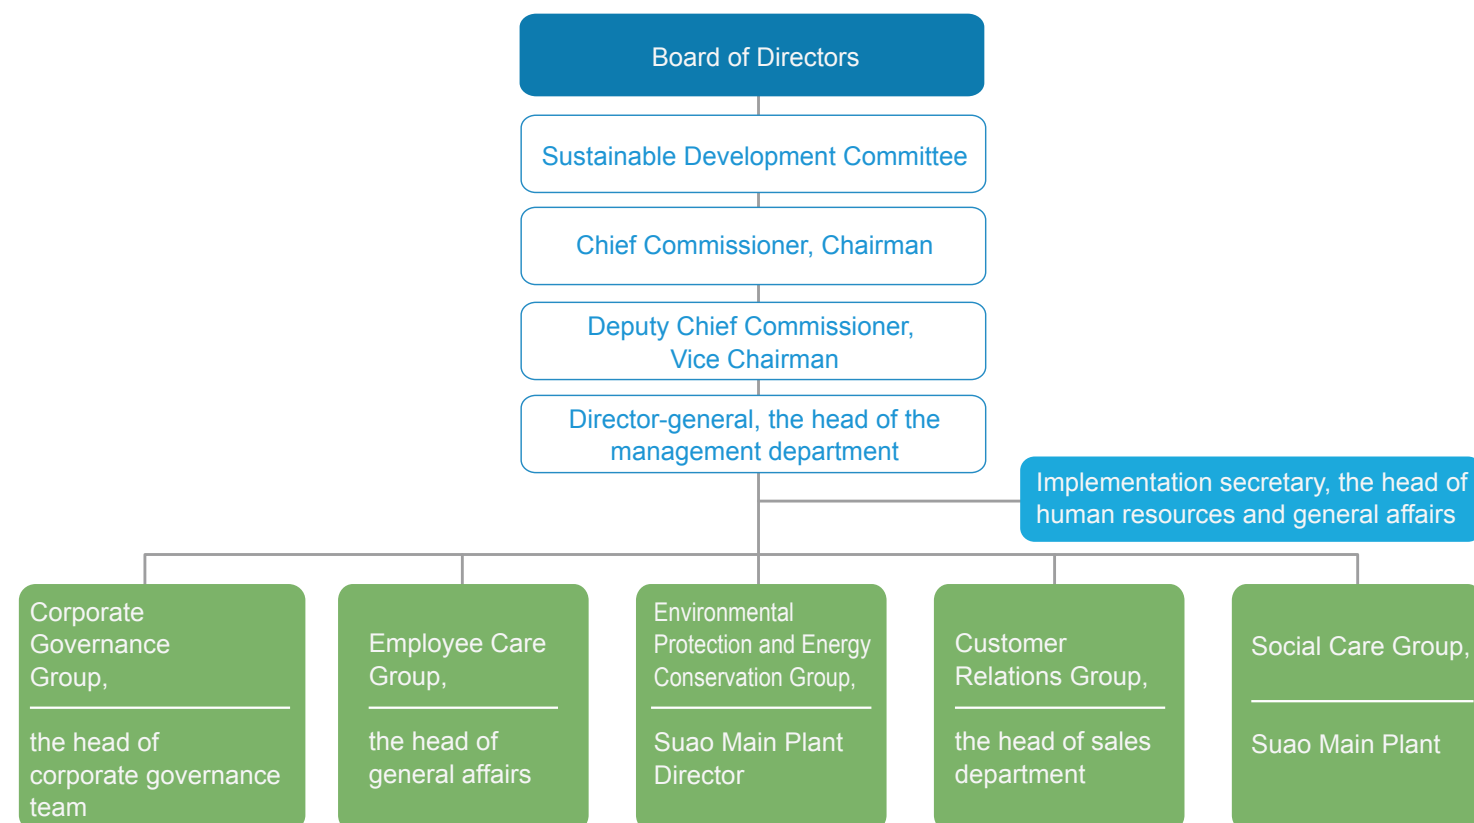 Board of Directors
Sustainable Development Committee
Chief Commissioner, Chairman
Deputy Chief Commissioner,
Vice Chairman
Director-general, the head of the
management department
Implementation secretary, the head of
human resources and general affairs
Corporate
Governance
Group,
the head of
corporate governance
team
Employee Care
Group,
the head of
general affairs
Environmental
Protection and Energy
Conservation Group,
Suao Main Plant
Director
Customer
Relations Group,
the head of sales
department
Social Care Group,
Suao Main Plant